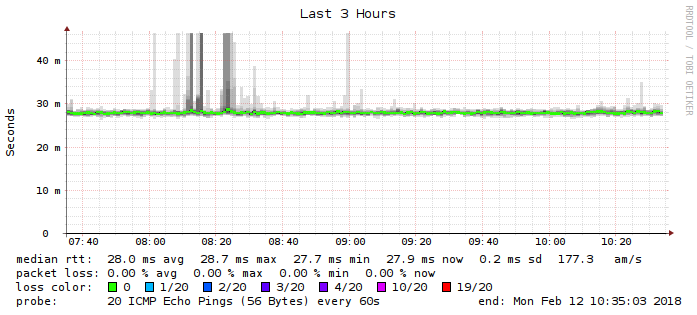 Last 3 Hours
RRDTOOL / TOBI OETIKER
Seconds
40 m
30 m
20 m
10 m
0
07:40 08:00 08:20 08:40 09:00 09:20 09:40 10:00 10:20
median rtt: 28.0 ms avg 28.7 ms max 27.7 ms min 27.9 ms now 0.2 ms sd 177.3 am/s
packet loss: 0.00 % avg 0.00 % max 0.00 % min 0.00 % now
loss color: 0 1/20 2/20 3/20 4/20 10/20 19/20
probe: 20 ICMP Echo Pings (56 Bytes) every 60s end: Mon Feb 12 10:35:03 2018